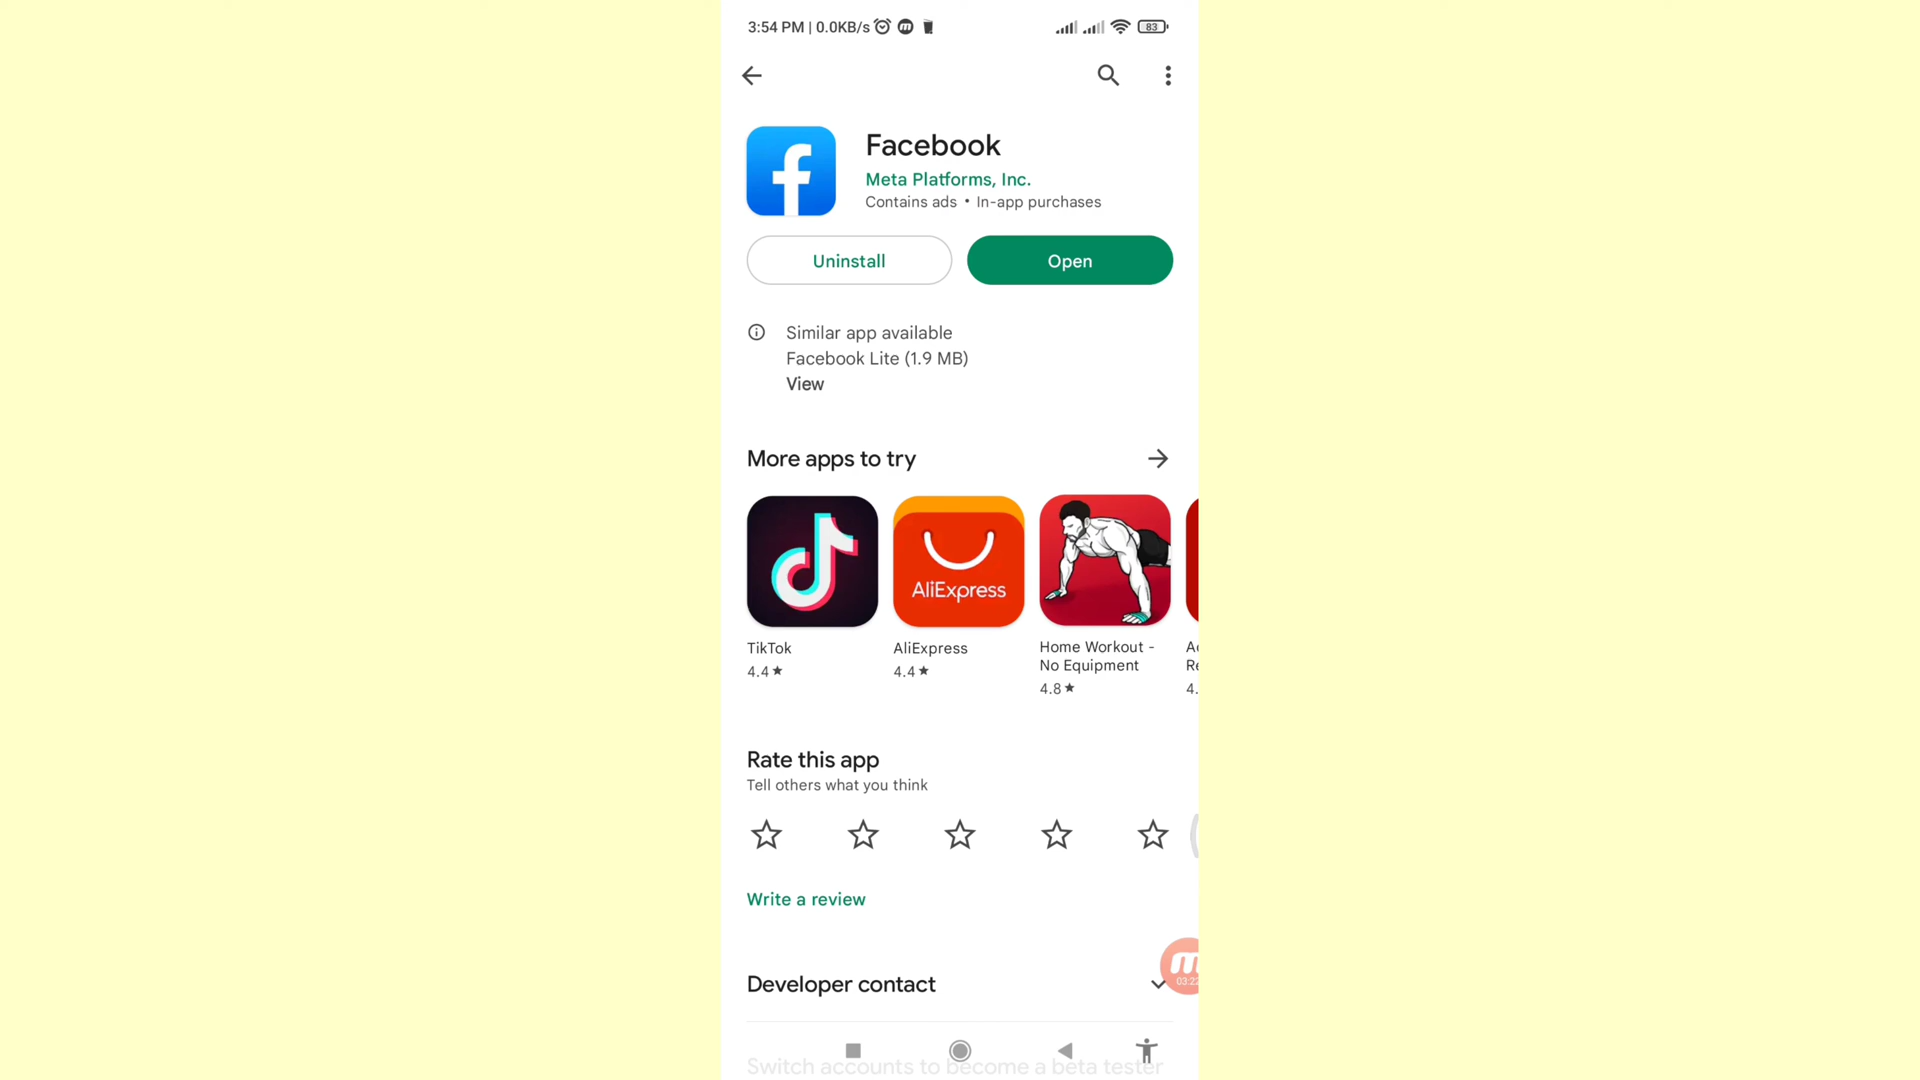 3:54 PM | 0.0KB/s
83
Facebook
Meta Platforms, Inc.
Contains ads • In-app purchases
Uninstall
Open
Similar app available
Facebook Lite (1.9 MB)
View
More apps to try
AliExpress
TikTok
4.4★
AliExpress
4.4★
Home Workout -
No Equipment
4.8★
4.
Rate this app
Tell others what you think
Write a review
03:22
Developer contact
Switch accounts to become a beta tester